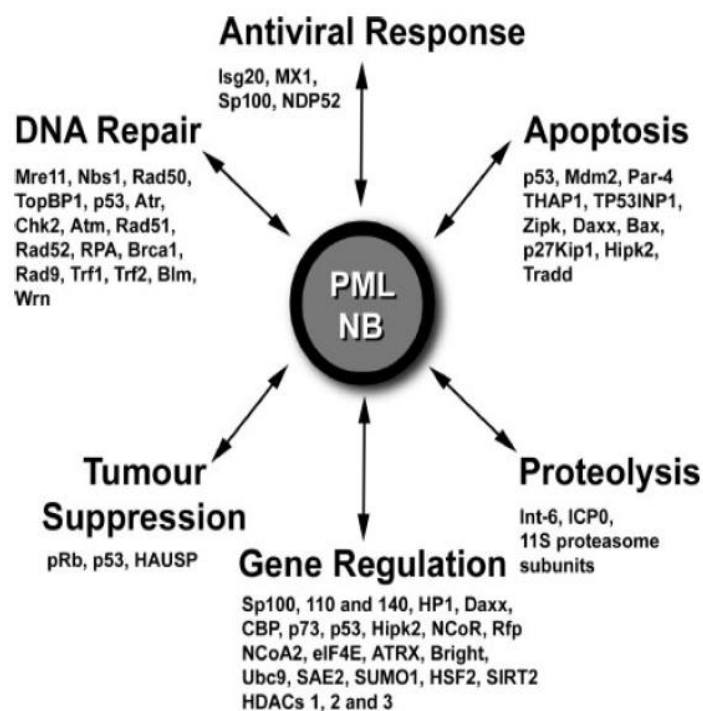 Antiviral Response
Isg20, MX1,
Sp100, NDP52
DNA Repair
Mre11, Nbs1, Rad50,
TopBP1, p53, Atr,
Chk2, Atm, Rad51,
Rad52, RPA, Brca1,
Rad9, Trf1, Trf2, Blm,
Wrn
Apoptosis
p53, Mdm2, Par-4
THAP1, TP53INP1,
Zipk, Daxx, Bax,
p27Kip1, Hipk2,
Tradd
PML
NB
Tumour
Suppression
pRb, p53, HAUSP
Gene Regulation
Sp100, 110 and 140, HP1, Daxx,
CBP, p73, p53, Hipk2, NCoR, Rfp
NCoA2, eIF4E, ATRX, Bright,
Ubc9, SAE2, SUMO1, HSF2, SIRT2
HDACs 1, 2 and 3
Proteolysis
Int-6, ICP0,
11S proteasome
subunits